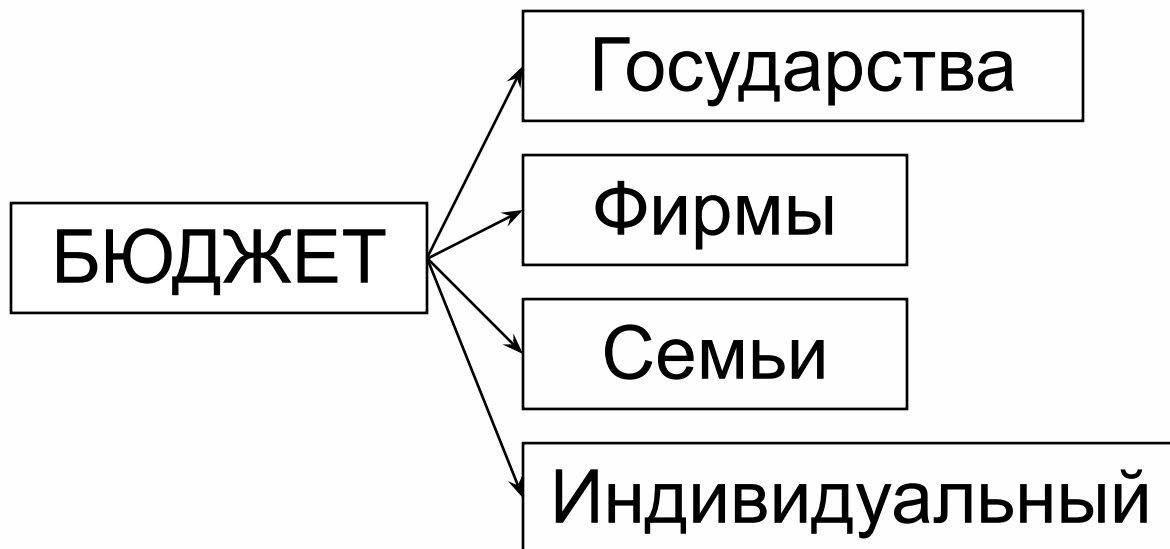 Государства
Фирмы
БЮДЖЕТ
Семьи
Индивидуальный